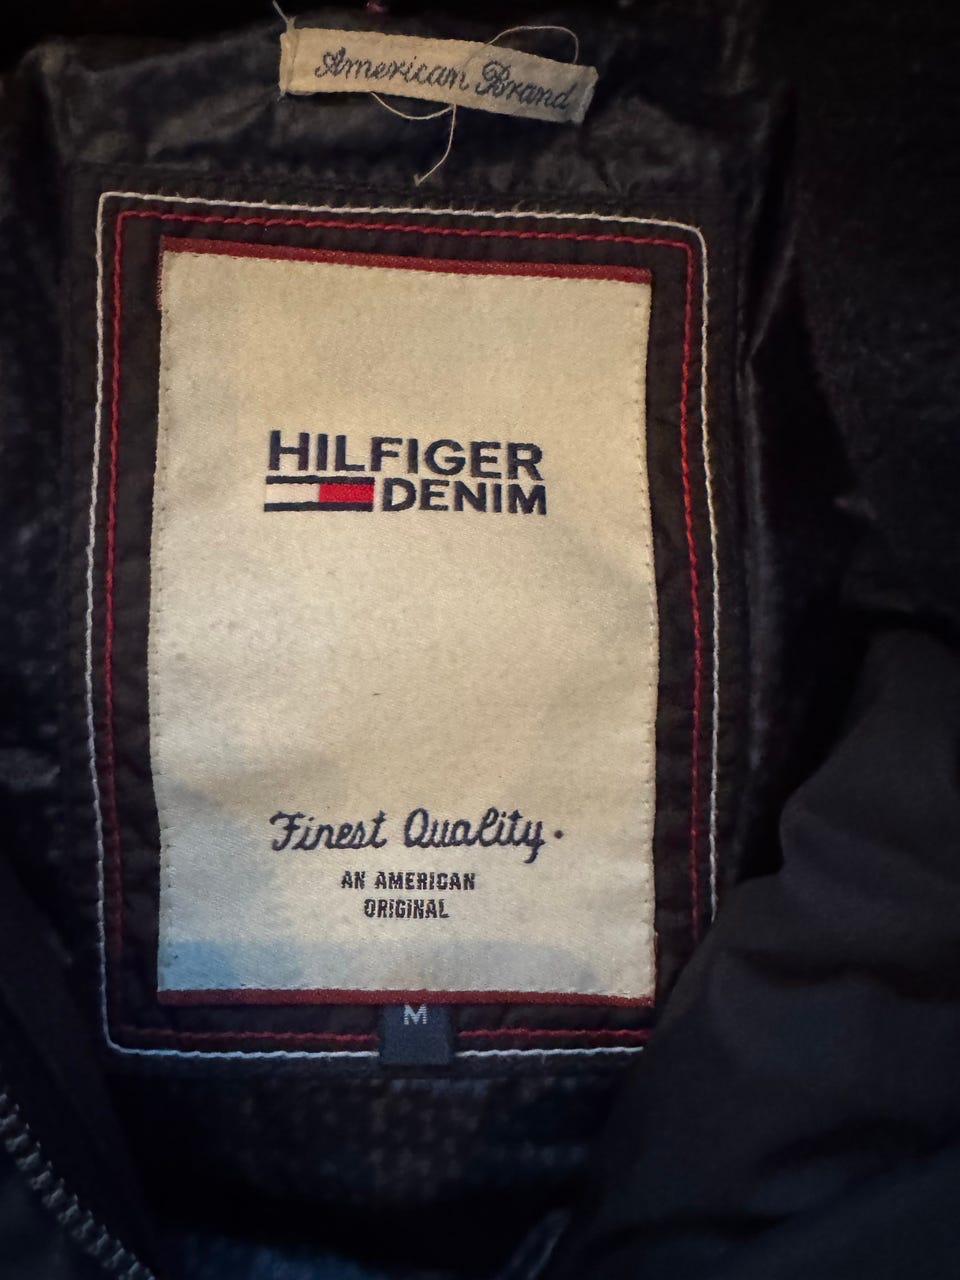 American Brand
HILFIGER
DENIM
Finest Quality.
AN AMERICAN
ORIGINAL
M